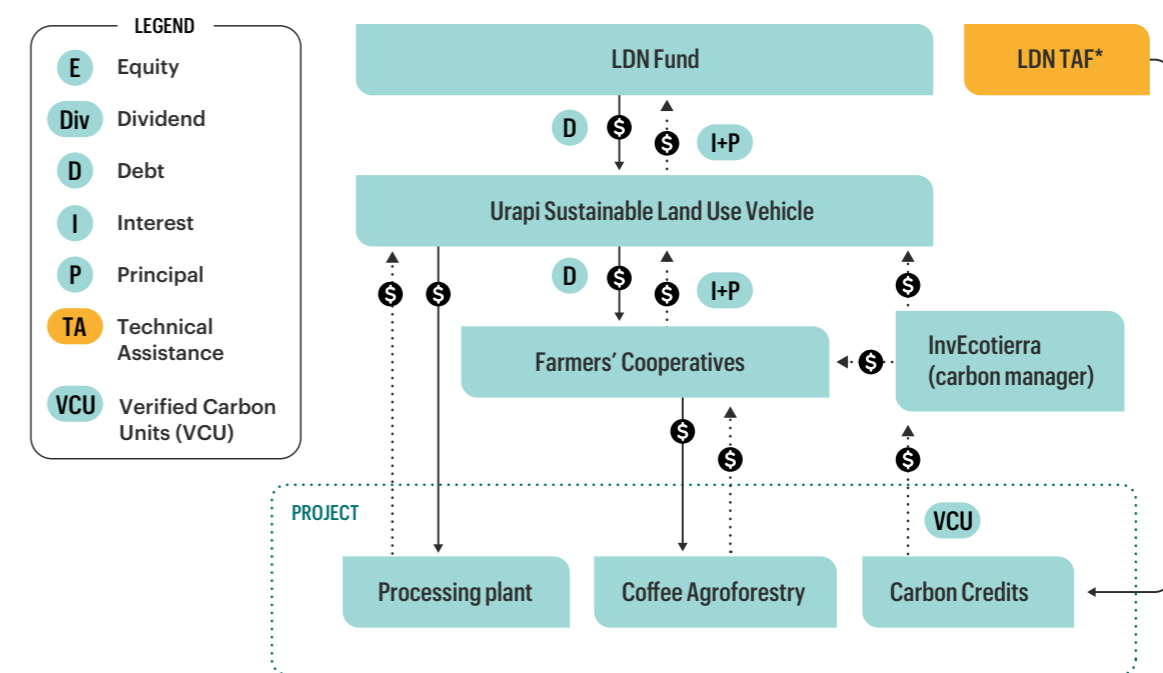 LEGEND
E Equity
Div Dividend
D Debt
I Interest
P Principal
TA Technical
Assistance
VCU Verified Carbon
Units (VCU)
LDN Fund
LDN TAF*
D $ $ I+P
Urapi Sustainable Land Use Vehicle
$ $ D $ $ I+P $
Farmers' Cooperatives
$
InvEcotierra
(carbon manager)
$ $ $
PROJECT
VCU
Processing plant
Coffee Agroforestry
Carbon Credits